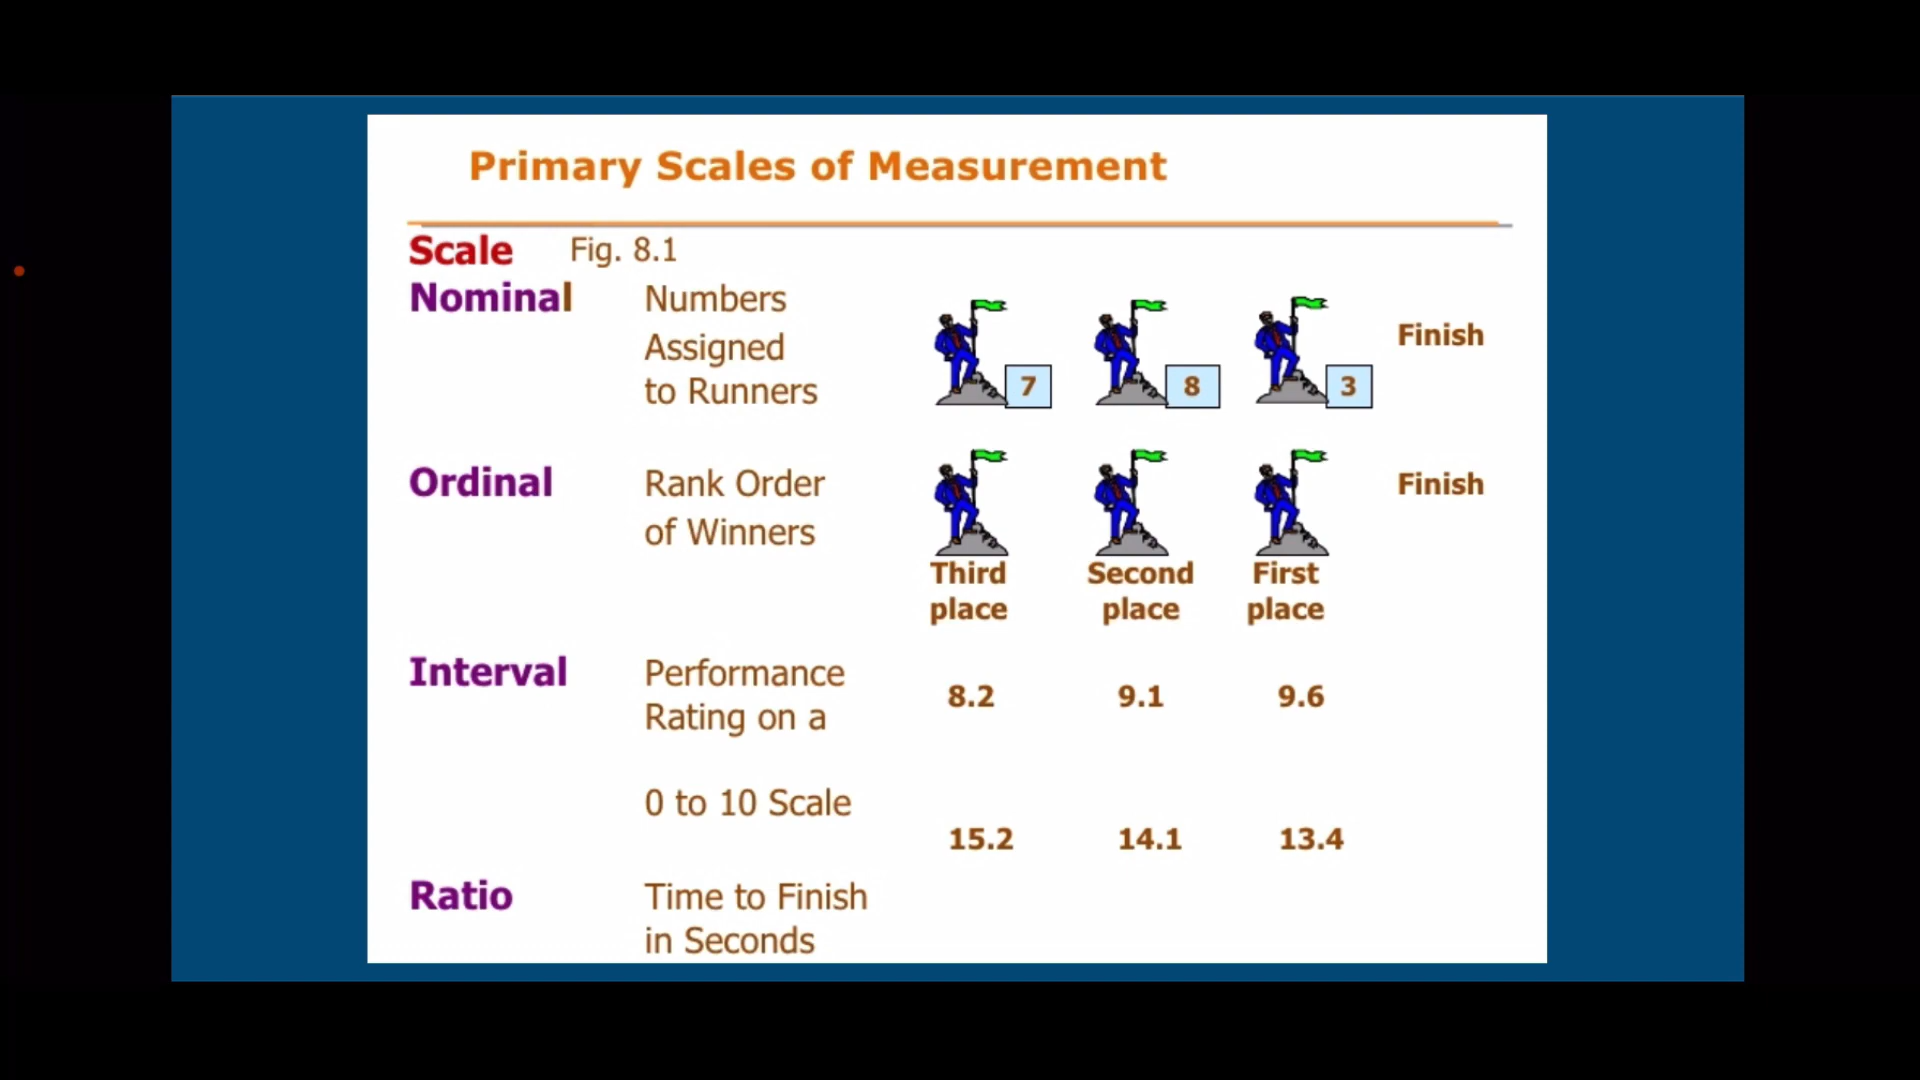 Primary Scales of Measurement
Scale Fig. 8.1
Nominal Numbers
Assigned
to Runners
7 8 3
Finish
Ordinal Rank Order
of Winners
Finish
Third place
Second place
First place
Interval Performance
Rating on a
8.2 9.1 9.6
0 to 10 Scale
15.2 14.1 13.4
Ratio Time to Finish
in Seconds